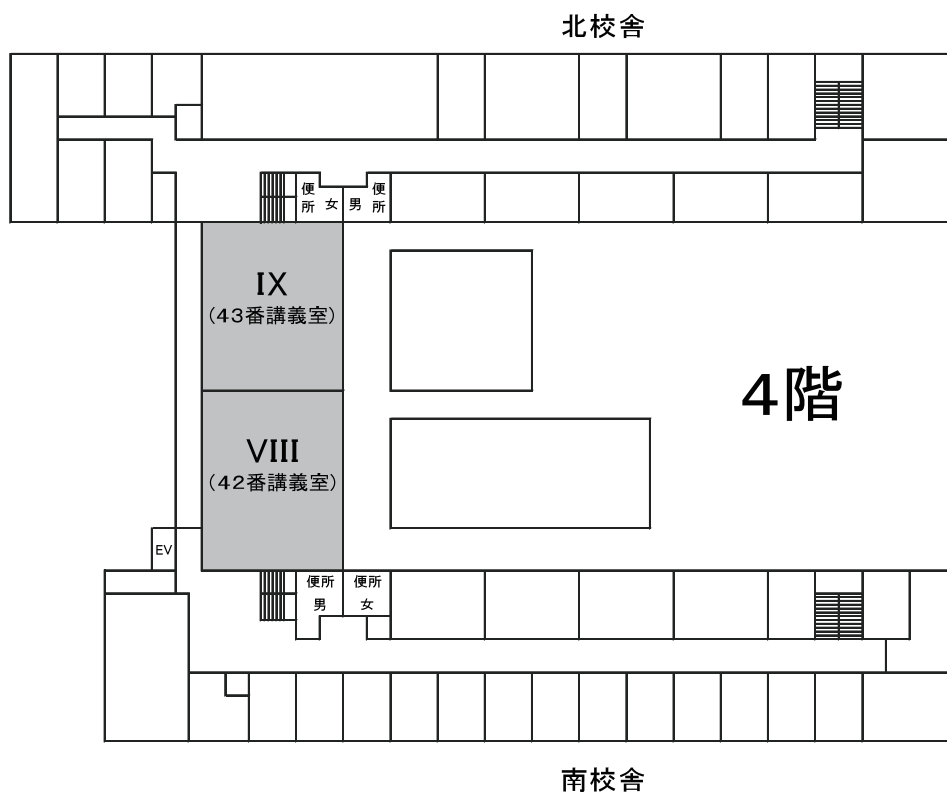 北校舎
便所 女
男 便所
IX
(43番講義室)
4階
VIII
(42番講義室)
EV
便所 便所
男 女
南校舎